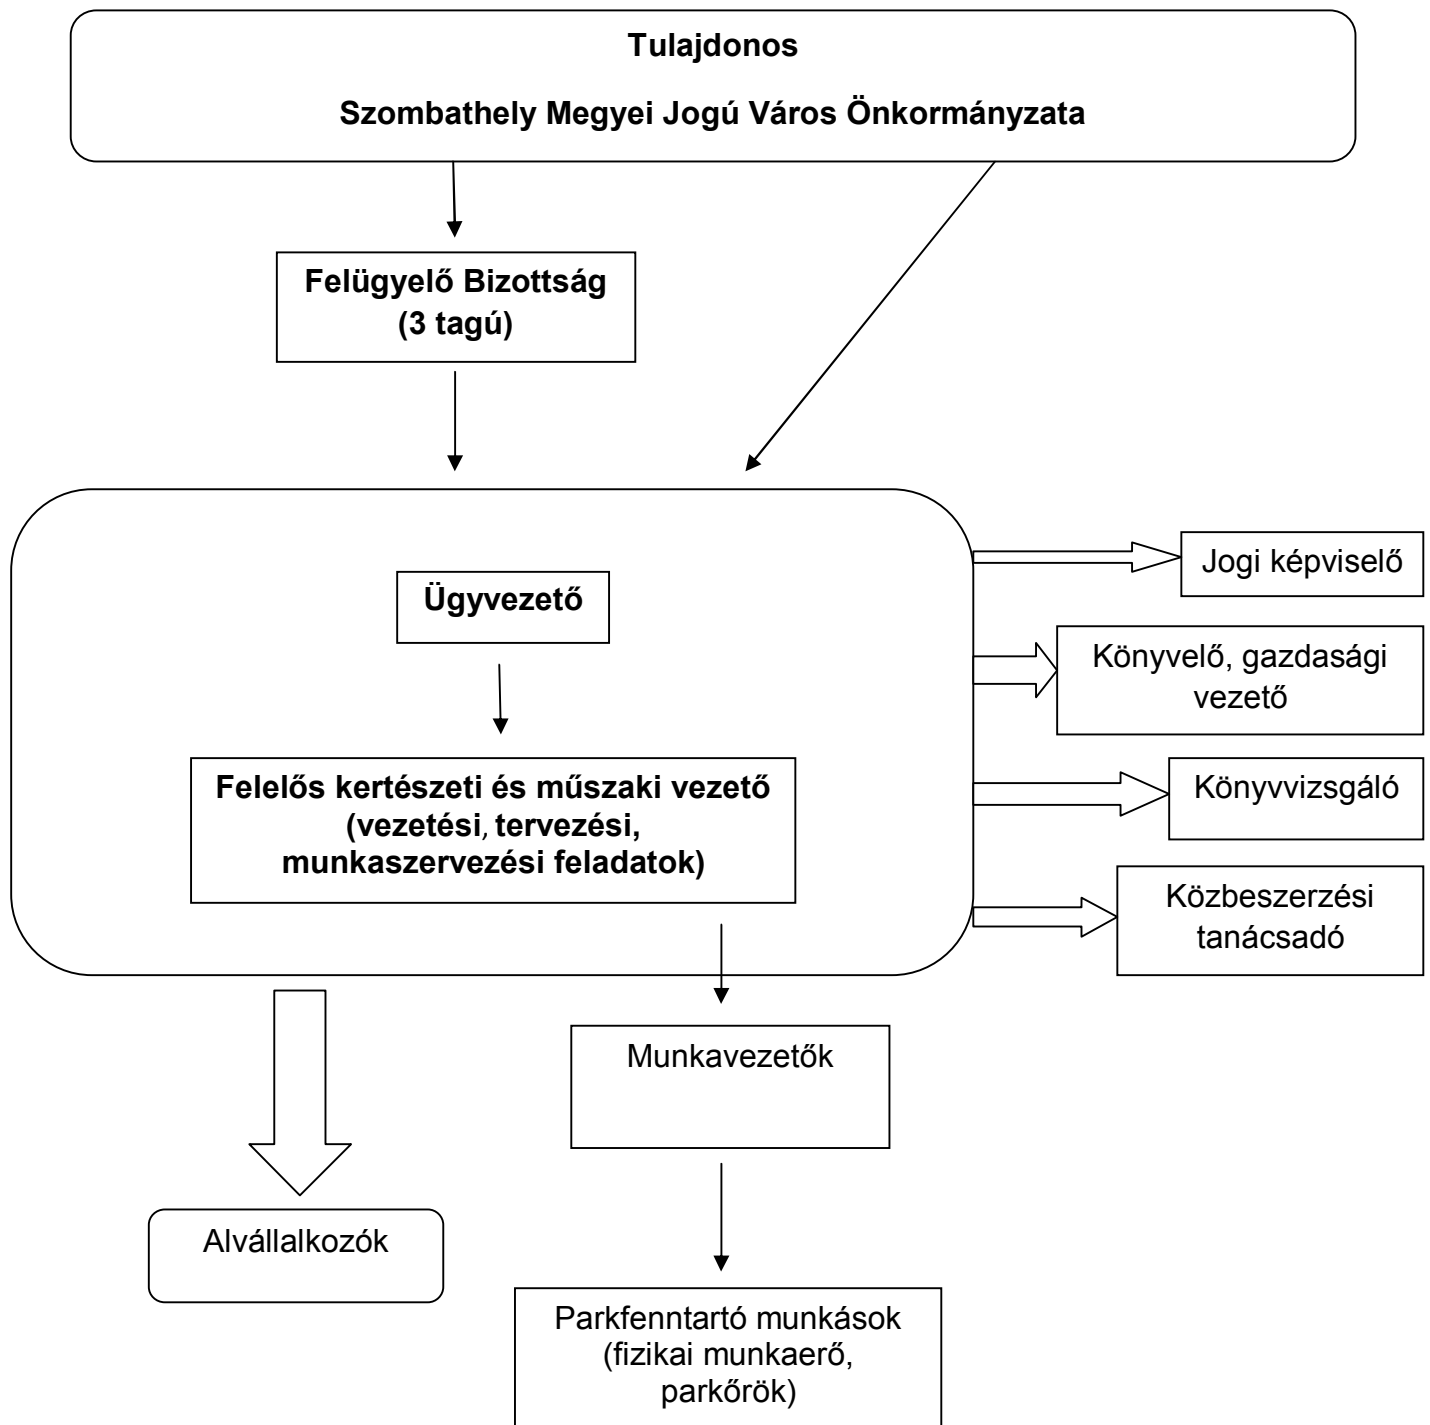 Tulajdonos
Szombathely Megyei Jogú Város Önkormányzata
Felügyelő Bizottság
(3 tagú)
Ügyvezető
Felelős kertészeti és műszaki vezető
(vezetési, tervezési,
munkaszervezési feladatok)
Jogi képviselő
Könyvelő, gazdasági
vezető
Könyvvizsgáló
Közbeszerzési
tanácsadó
Munkavezetők
Alvállalkozók
Parkfenntartó munkások
(fizikai munkaerő,
parkőrök)